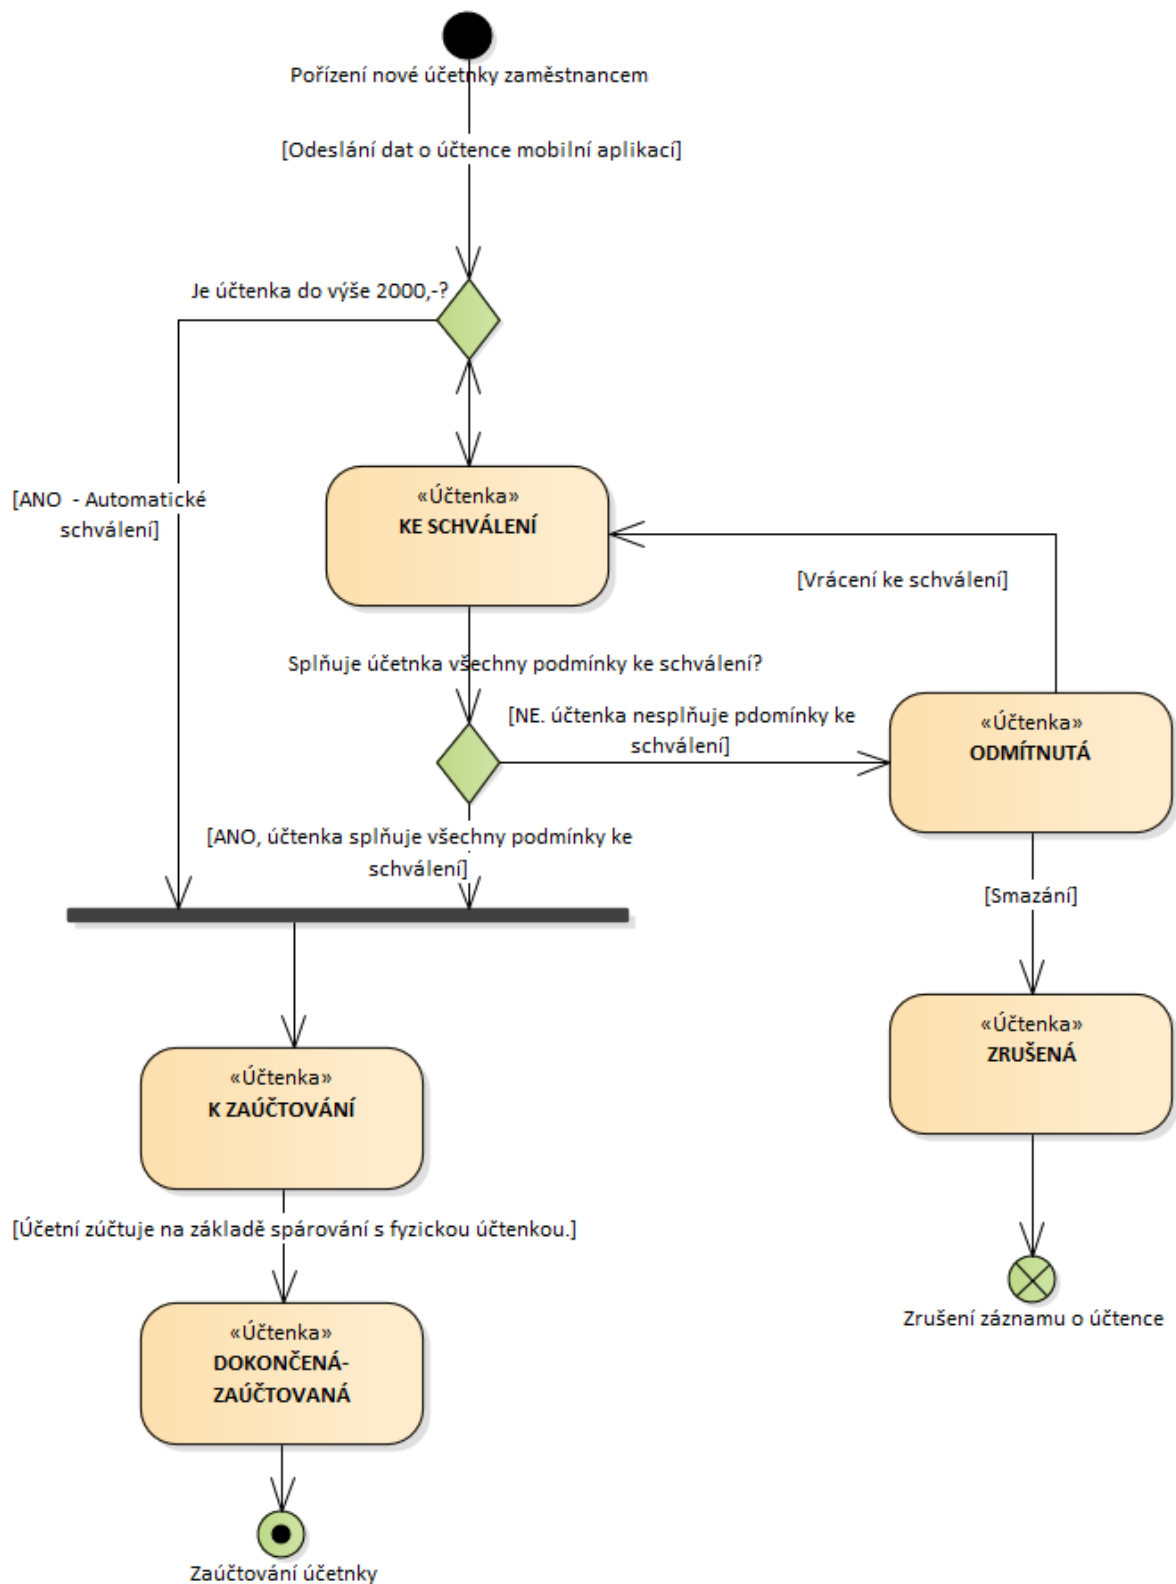 Pořízení nové účetnky zaměstnancem
[Odeslání dat o účtence mobilní aplikací]
Je účtenka do výše 2000,-?
[ANO  - Automatické
schválení]
«Účtenka»
KE SCHVÁLENÍ
[Vrácení ke schválení]
Splňuje účetnka všechny podmínky ke schválení?
[NE. účtenka nesplňuje pdomínky ke
schválení]
«Účtenka»
ODMÍTNUTÁ
[ANO, účtenka splňuje všechny podmínky ke
schválení]
[Smazání]
«Účtenka»
ZRUŠENÁ
«Účtenka»
K ZAÚČTOVÁNÍ
[Účetní zúčtuje na základě spárování s fyzickou účtenkou.]
Zrušení záznamu o účtence
«Účtenka»
DOKONČENÁ-
ZAÚČTOVANÁ
Zaúčtování účetnky